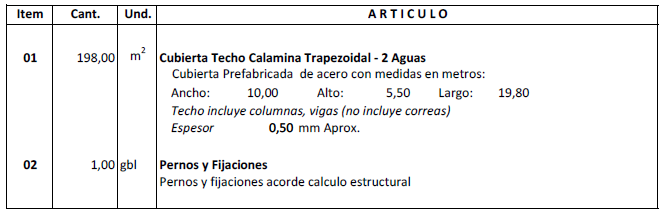 Item Cant. Und. A R T I C U L O
01 198,00 m² Cubierta Techo Calamina Trapezoidal - 2 Aguas
Cubierta Prefabricada de acero con medidas en metros:
Ancho: 10,00 Alto: 5,50 Largo: 19,80
Techo incluye columnas, vigas (no incluye correas)
Espesor 0,50 mm Aprox.
02 1,00 gbl Pernos y Fijaciones
Pernos y fijaciones acorde calculo estructural